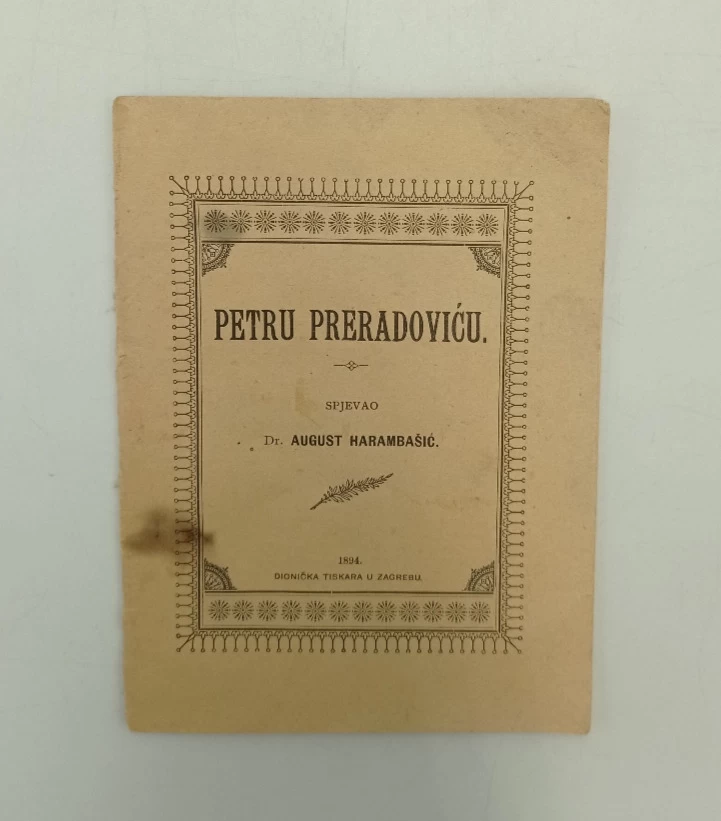 PETRU PRERADOVIĆU.
SPJEVAO
Dr. AUGUST HARAMBAŠIĆ.
1894.
DIONIČKA TISKARA U ZAGREBU.